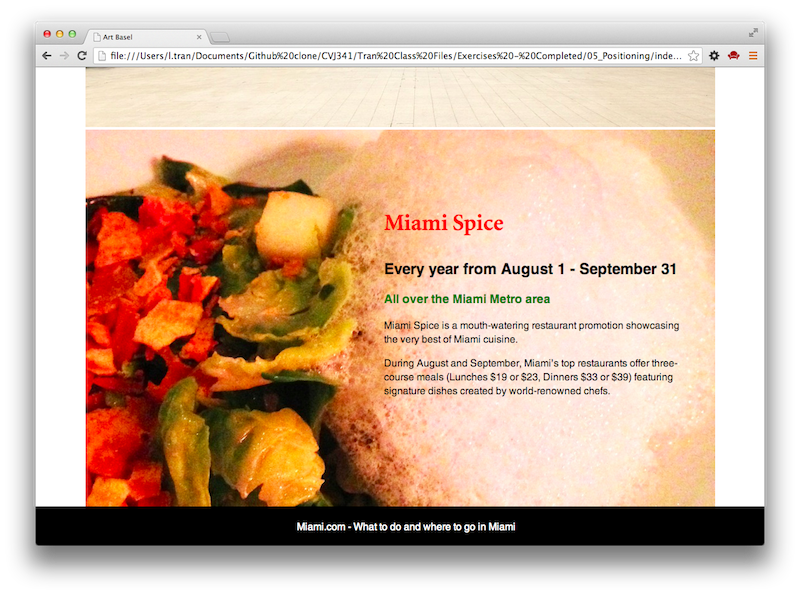 Art Basel
file:///Users/l.tran/Documents/Github%20clone/CVJ341/Tran%20Class%20Files/Exercises%20-%20Completed/05_Positioning/inde...
Miami Spice
Every year from August 1 - September 31
All over the Miami Metro area
Miami Spice is a mouth-watering restaurant promotion showcasing
the very best of Miami cuisine.
During August and September, Miami's top restaurants offer three-
course meals (Lunches $19 or $23, Dinners $33 or $39) featuring
signature dishes created by world-renowned chefs.
Miami.com - What to do and where to go in Miami